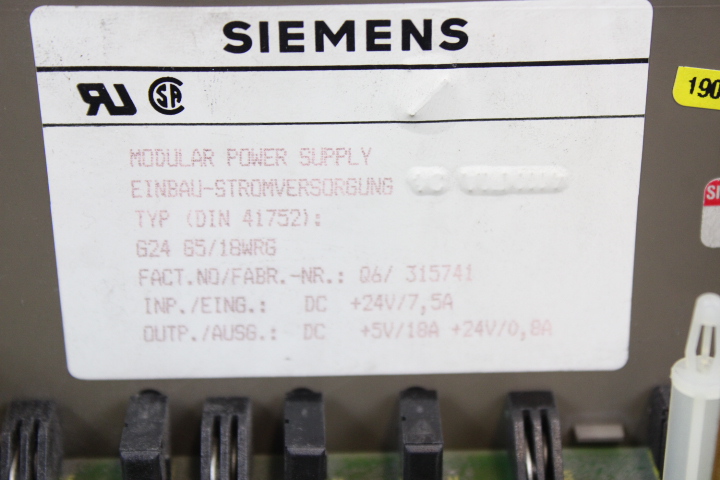 SIEMENS
MODULAR POWER SUPPLY
EINBAU-STROMVERSORGUNG
TYP (DIN 41752):
G24 G5/18WRG
FACT.NO/FABR.-NR.: Q6/ 315741
INP./EING.: DC +24V/7,5A
OUTP./AUSG.: DC +5V/18A +24V/0,8A
190